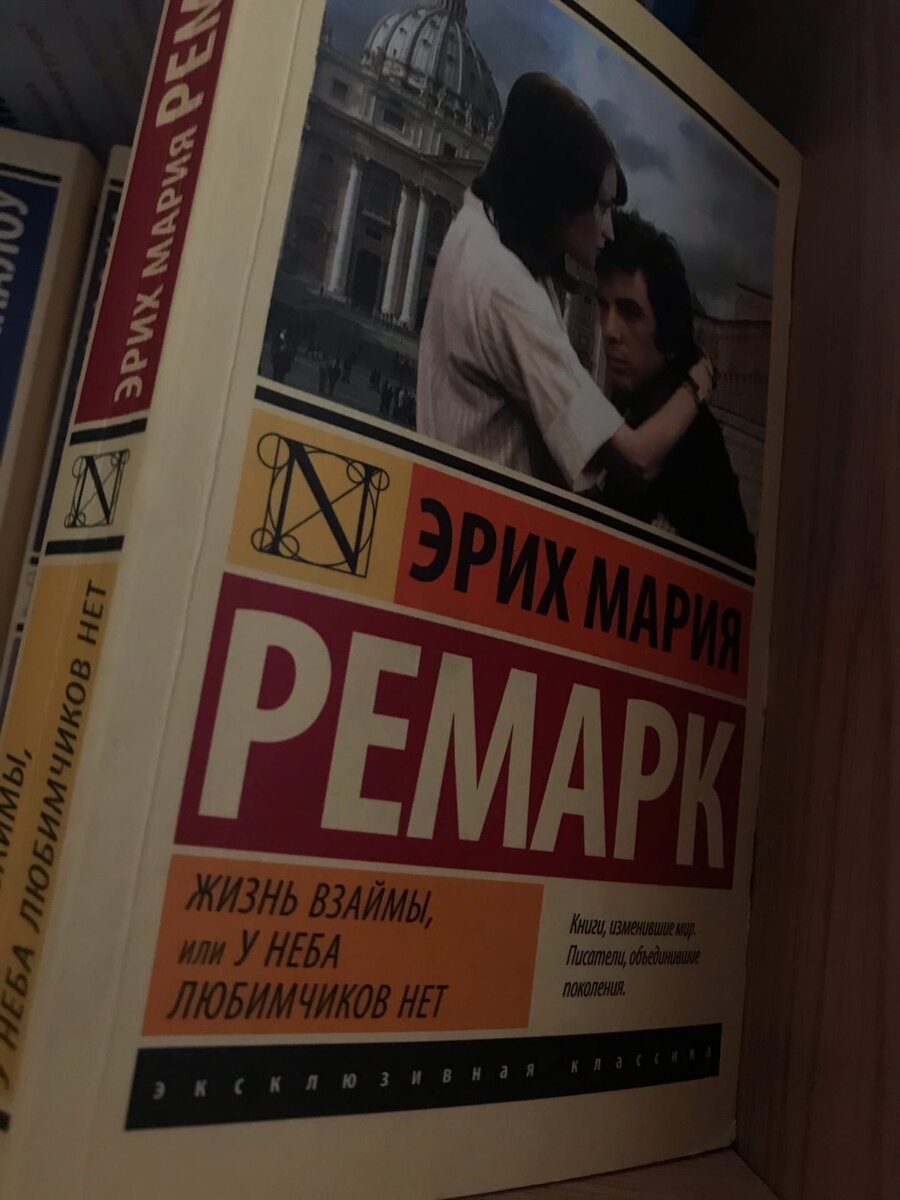 ЭРИХ МАРИЯ РЕМ
N
У НЕБА ЛЮБИМЧИКОВ НЕТ
N
ЭРИХ МАРИЯ
РЕМАРК
ЖИЗНЬ ВЗАЙМЫ,
или У НЕБА
ЛЮБИМЧИКОВ НЕТ
Книги, изменившие мир.
Писатели, объединившие
поколения.
эксклюзивная классика